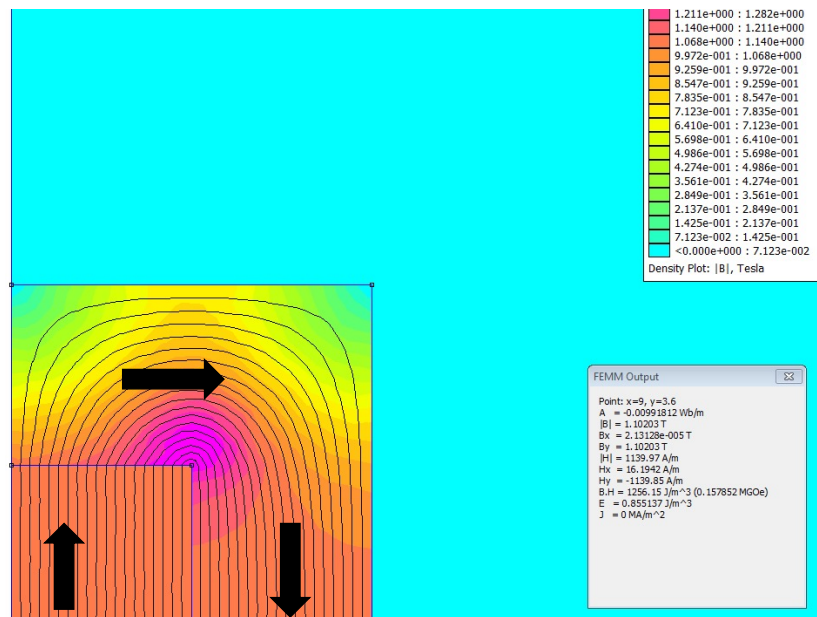 1.211e+000 : 1.282e+000
1.140e+000 : 1.211e+000
1.068e+000 : 1.140e+000
9.972e-001 : 1.068e+000
9.259e-001 : 9.972e-001
8.547e-001 : 9.259e-001
7.835e-001 : 8.547e-001
7.123e-001 : 7.835e-001
6.410e-001 : 7.123e-001
5.698e-001 : 6.410e-001
4.986e-001 : 5.698e-001
4.274e-001 : 4.986e-001
3.561e-001 : 4.274e-001
2.849e-001 : 3.561e-001
2.137e-001 : 2.849e-001
1.425e-001 : 2.137e-001
7.123e-002 : 1.425e-001
<0.000e+000 : 7.123e-002
Density Plot: |B|, Tesla
FEMM Output
Point: x=9, y=3.6
A = -0.00991812 Wb/m
|B| = 1.10203 T
Bx = 2.13128e-005 T
By = 1.10203 T
|H| = 1139.97 A/m
Hx = 16.1942 A/m
Hy = -1139.85 A/m
B.H = 1256.15 J/m^3 (0.157852 MGOe)
E = 0.855137 J/m^3
J = 0 MA/m^2